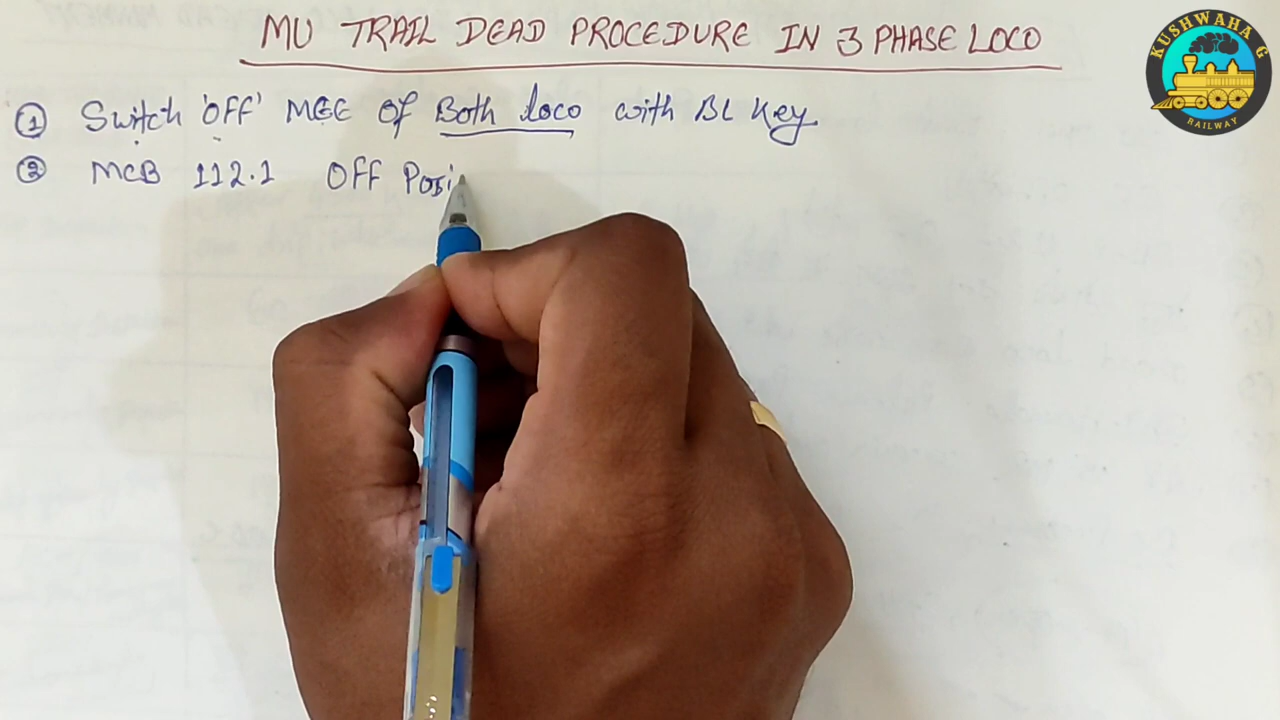 MU TRAIL DEAD PROCEDURE IN 3 PHASE LOCO
① Switch 'OFF' MCE Of Both loco with BL Key
② MCB 112.1 Off Posi
KUSHWAHA G
RAILWAY